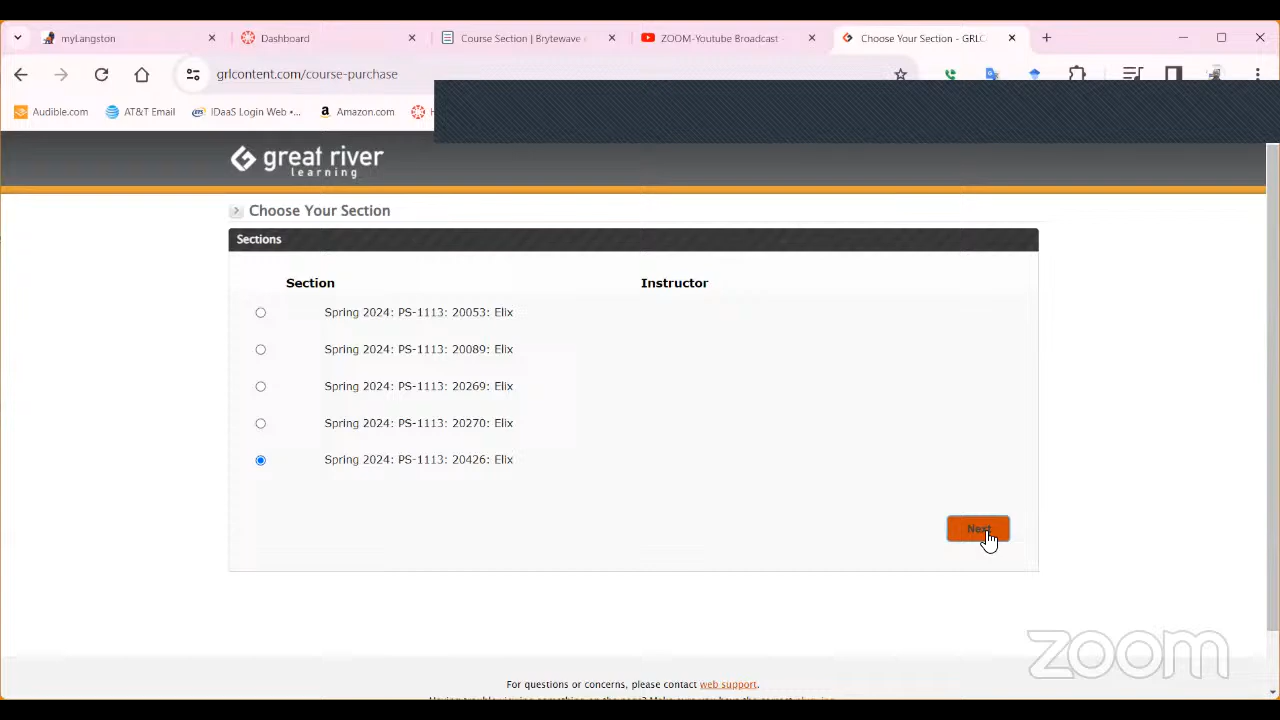 myLangston
Dashboard
Course Section | Brytewave
ZOOM-Youtube Broadcast -
Choose Your Section - GRLC
grlcontent.com/course-purchase
Audible.com
AT&T Email
IDaaS Login Web •...
Amazon.com
great river
learning
Choose Your Section
Sections
Section Instructor
Spring 2024: PS-1113: 20053: Elix
Spring 2024: PS-1113: 20089: Elix
Spring 2024: PS-1113: 20269: Elix
Spring 2024: PS-1113: 20270: Elix
Spring 2024: PS-1113: 20426: Elix
Next
zoom
For questions or concerns, please contact web support.